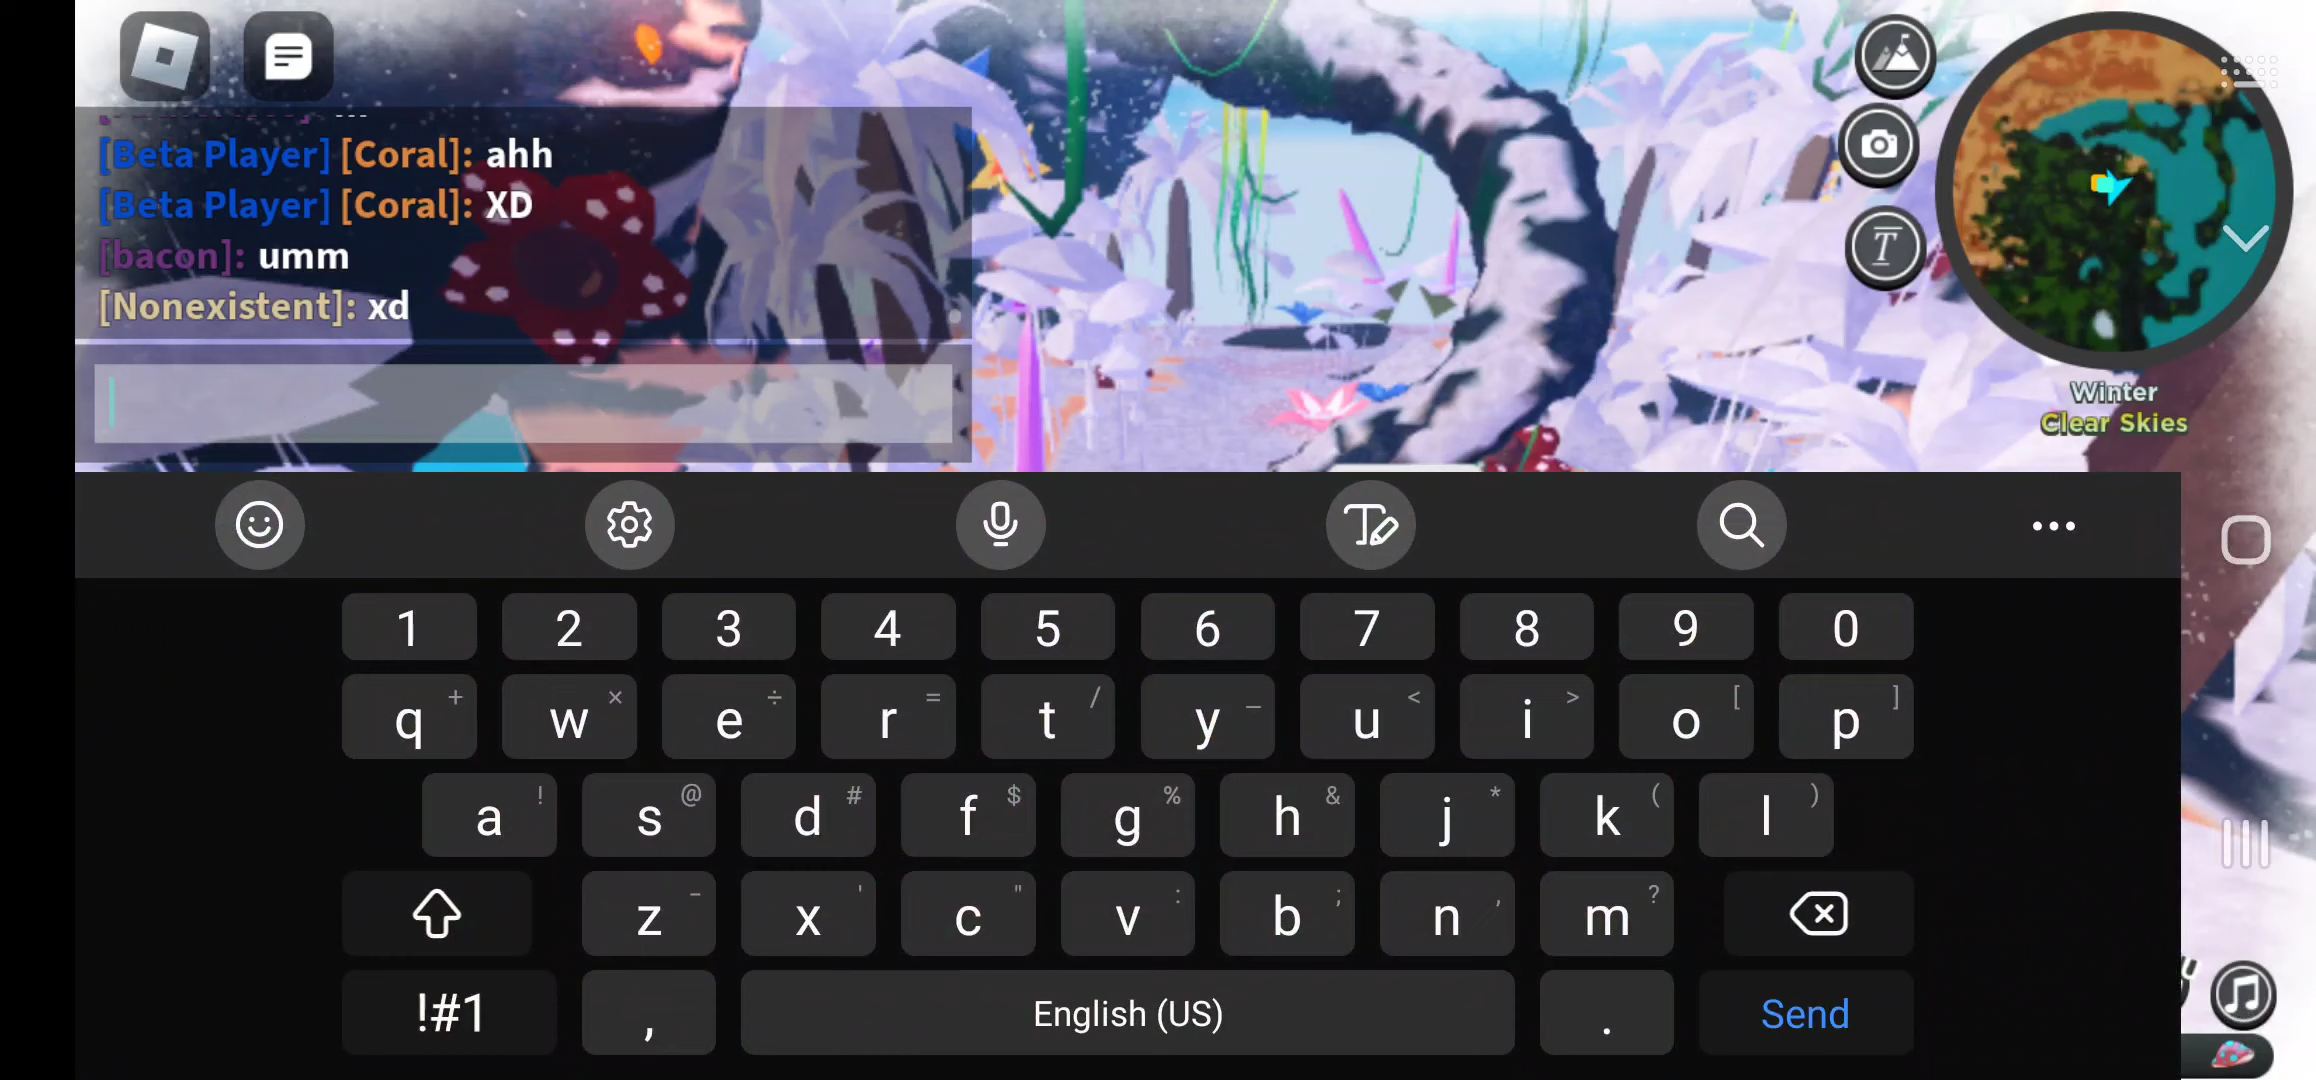 [Beta Player] [Coral]: ahh
[Beta Player] [Coral]: XD
[bacon]: umm
[Nonexistent]: xd
T
Winter
Clear Skies
T
1 2 3 4 5 6 7 8 9 0
q + w × e ÷ r = t / y _ u < i > o [ p ]
a ! s @ d # f $ g % h & j * k ( l )
z - x ' c " v : b ; n , m ?
!#1 , English (US) . Send